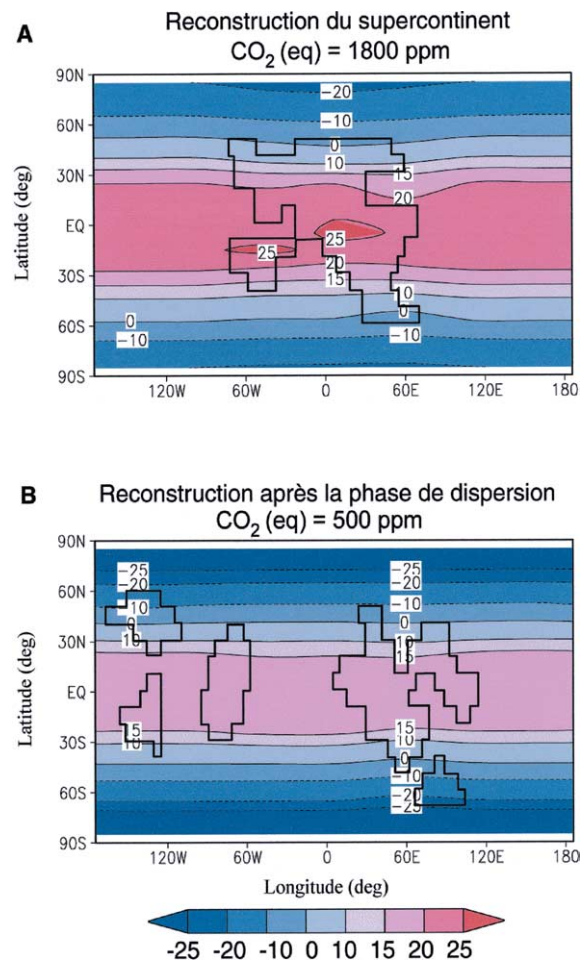 A
Reconstruction du supercontinent
CO2 (eq) = 1800 ppm
90N
60N
30N
EQ
30S
60S
90S
Latitude (deg)
-20
-10
0
10
15
20
25
25
20
15
10
0
0
-10
-10
120W 60W 0 60E 120E 180
B
Reconstruction après la phase de dispersion
CO2 (eq) = 500 ppm
90N
60N
30N
EQ
30S
60S
90S
Latitude (deg)
-25 -25
-20 -20
-10 -10
0 0
10 10
15
15 15
10 10
0
-10
-20
-25
120W 60W 0 60E 120E 180
Longitude (deg)
-25 -20 -10 0 10 15 20 25